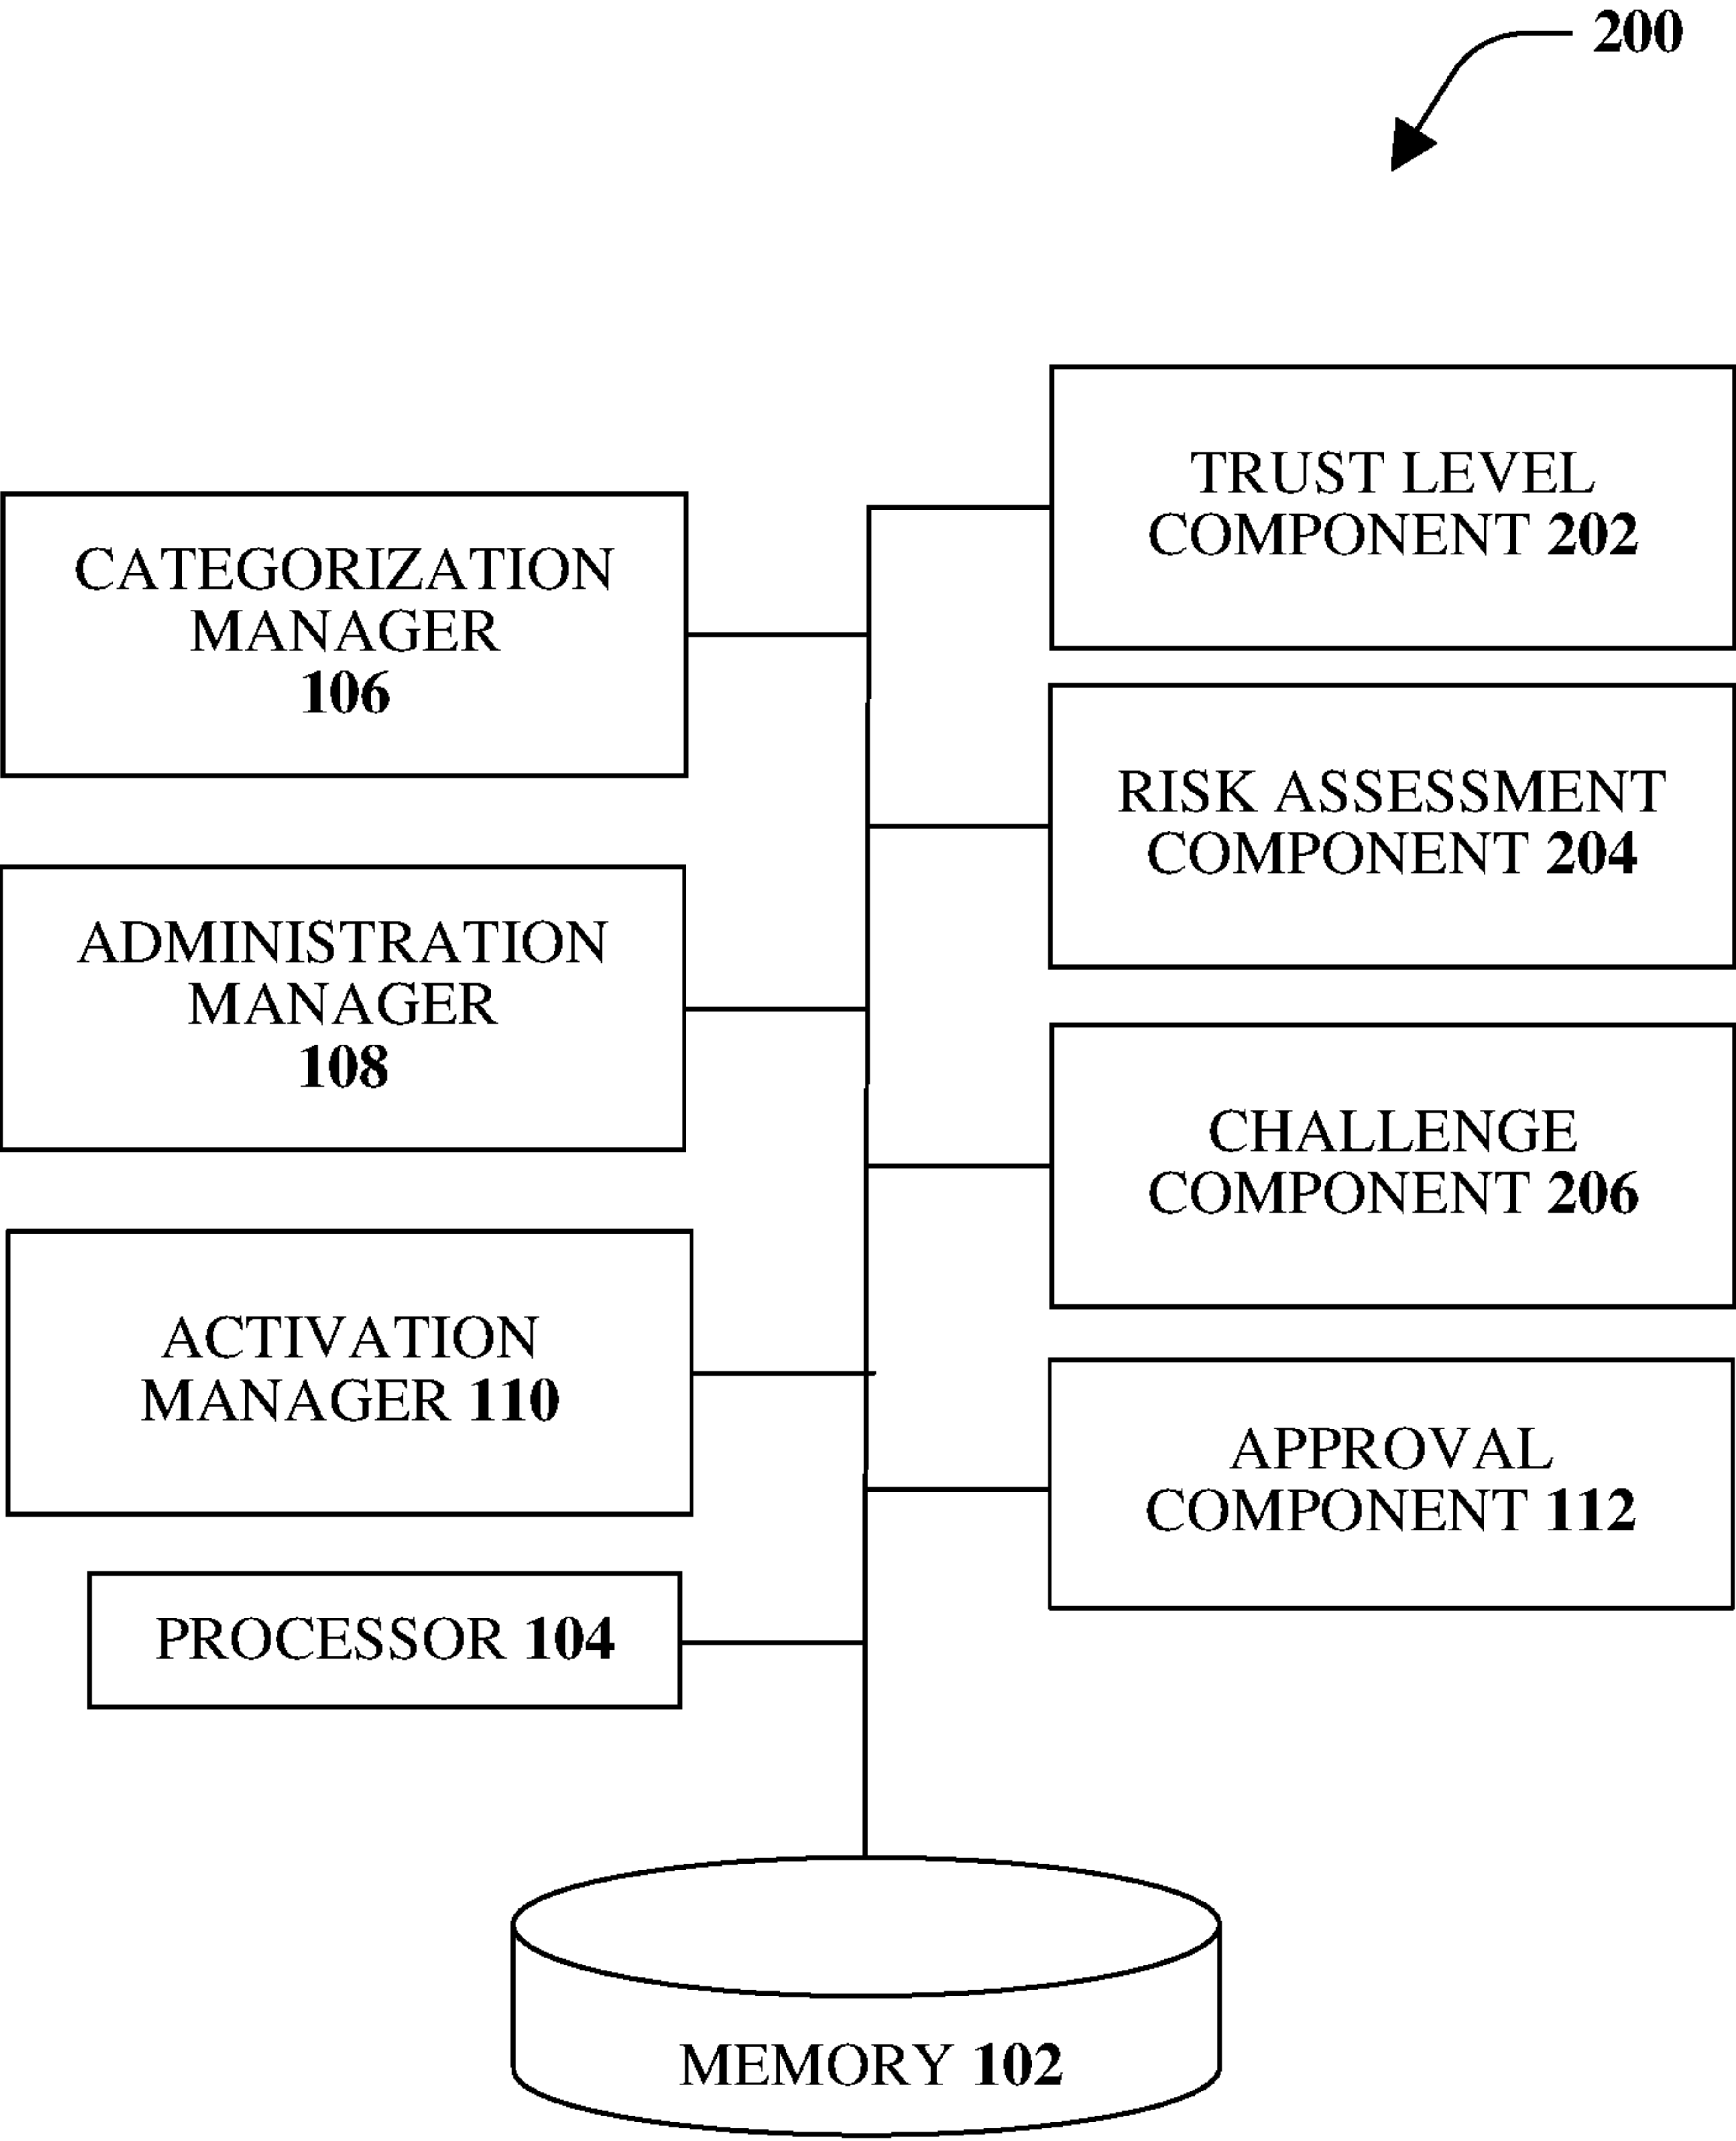 200
TRUST LEVEL
COMPONENT 202
CATEGORIZATION
MANAGER
106
RISK ASSESSMENT
COMPONENT 204
ADMINISTRATION
MANAGER
108
CHALLENGE
COMPONENT 206
ACTIVATION
MANAGER 110
APPROVAL
COMPONENT 112
PROCESSOR 104
MEMORY 102